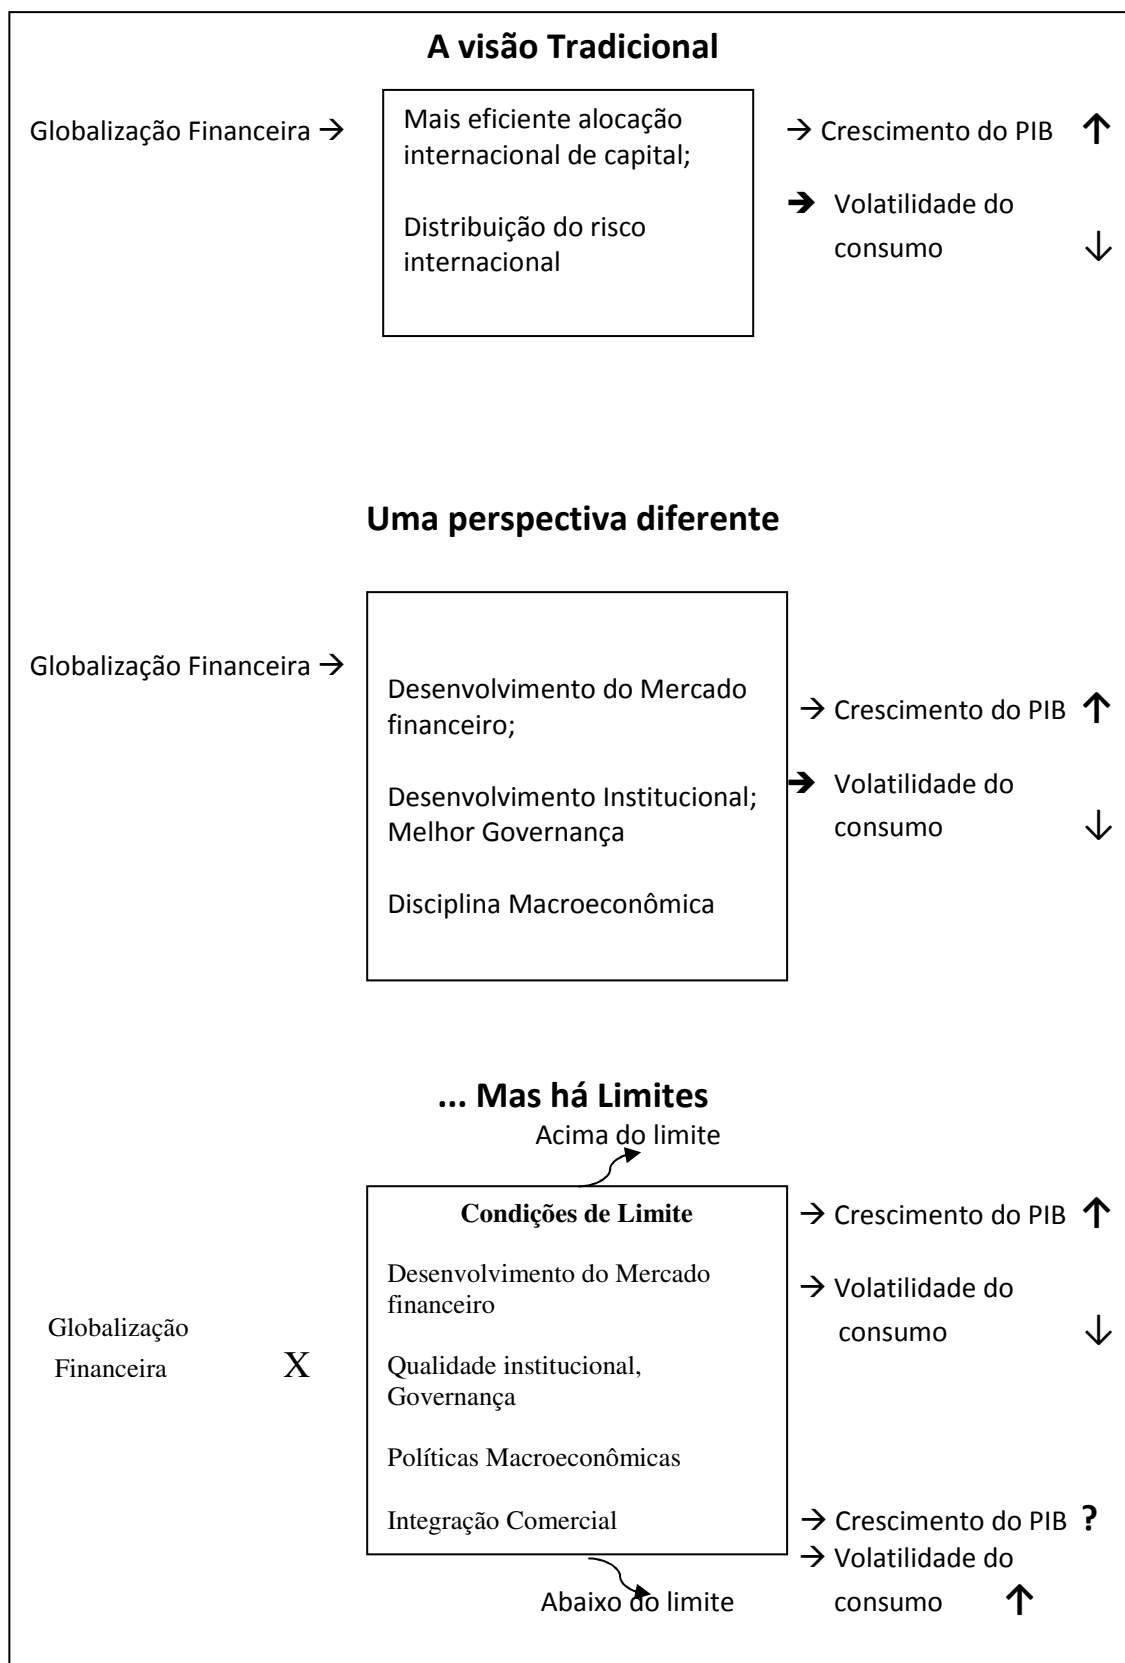 A visão Tradicional
Globalização Financeira →
Mais eficiente alocação
internacional de capital;
Distribuição do risco
internacional
→ Crescimento do PIB ↑
➔ Volatilidade do
consumo ↓
Uma perspectiva diferente
Globalização Financeira →
Desenvolvimento do Mercado
financeiro;
Desenvolvimento Institucional;
Melhor Governança
Disciplina Macroeconômica
→ Crescimento do PIB ↑
➔ Volatilidade do
consumo ↓
... Mas há Limites
Acima do limite
Globalização
Financeira X
Condições de Limite
Desenvolvimento do Mercado
financeiro
Qualidade institucional,
Governança
Políticas Macroeconômicas
Integração Comercial
→ Crescimento do PIB ↑
→ Volatilidade do
consumo ↓
→ Crescimento do PIB ?
→ Volatilidade do
consumo ↑
Abaixo do limite